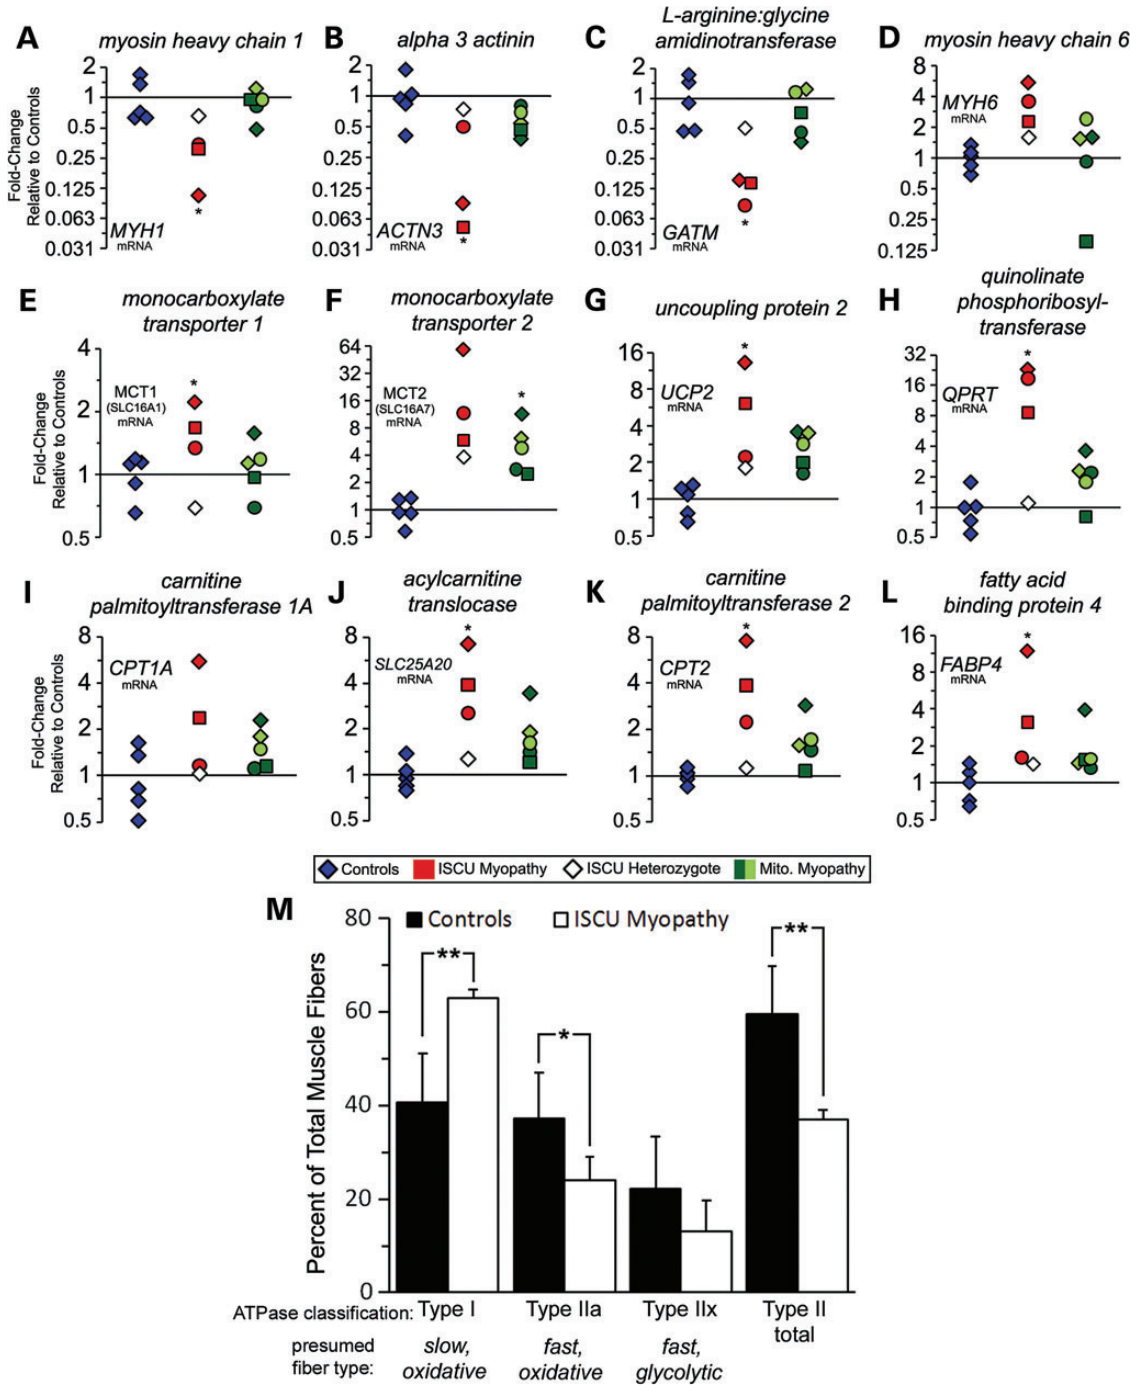 A
myosin heavy chain 1
Fold-Change
Relative to Controls
2
1
0.5
0.25
0.125
0.063
0.031
MYH1
mRNA
*
B
alpha 3 actinin
2
1
0.5
0.25
0.125
0.063
0.031
ACTN3
mRNA
*
C
L-arginine:glycine
amidinotransferase
2
1
0.5
0.25
0.125
0.063
0.031
GATM
mRNA
*
D
myosin heavy chain 6
8
4
2
1
0.5
0.25
0.125
MYH6
mRNA
E
monocarboxylate
transporter 1
Fold-Change
Relative to Controls
4
2
1
0.5
MCT1
(SLC16A1)
mRNA
*
F
monocarboxylate
transporter 2
64
32
16
8
4
2
1
0.5
MCT2
(SLC16A7)
mRNA
*
G
uncoupling protein 2
16
8
4
2
1
0.5
UCP2
mRNA
*
H
quinolinate
phosphoribosyl-
transferase
32
16
8
4
2
1
0.5
QPRT
mRNA
*
I
carnitine
palmitoyltransferase 1A
Fold-Change
Relative to Controls
8
4
2
1
0.5
CPT1A
mRNA
J
acylcarnitine
translocase
8
4
2
1
0.5
SLC25A20
mRNA
*
K
carnitine
palmitoyltransferase 2
8
4
2
1
0.5
CPT2
mRNA
*
L
fatty acid
binding protein 4
16
8
4
2
1
0.5
FABP4
mRNA
*
Controls ISCU Myopathy ISCU Heterozygote Mito. Myopathy
M
Controls ISCU Myopathy
Percent of Total Muscle Fibers
80
60
40
20
0
**
*
**
ATPase classification: Type I Type IIa Type IIx Type II
total
presumed
fiber type:
slow,
oxidative
fast,
oxidative
fast,
glycolytic